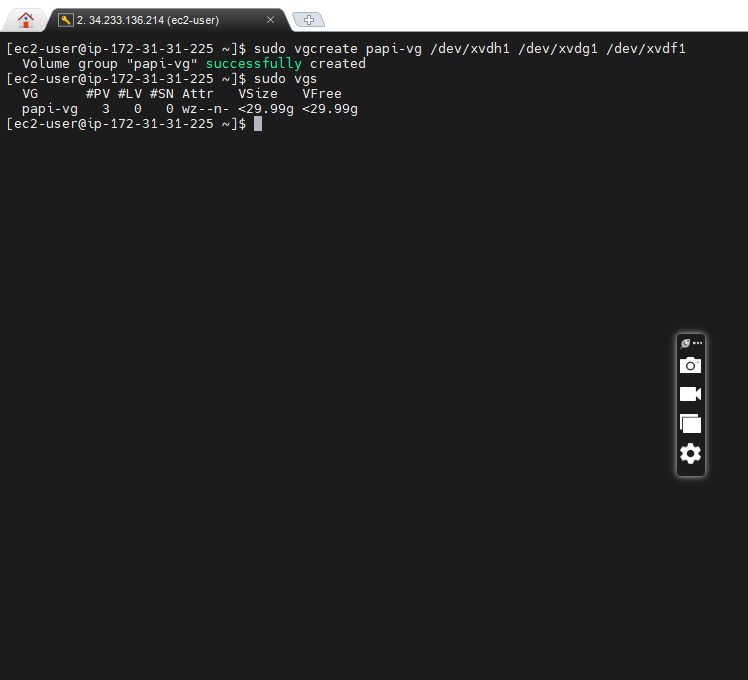 2. 34.233.136.214 (ec2-user)
[ec2-user@ip-172-31-31-225 ~]$ sudo vgcreate papi-vg /dev/xvdh1 /dev/xvdg1 /dev/xvdf1
  Volume group "papi-vg" successfully created
[ec2-user@ip-172-31-31-225 ~]$ sudo vgs
  VG      #PV #LV #SN Attr   VSize   VFree
  papi-vg   3   0   0 wz--n- <29.99g <29.99g
[ec2-user@ip-172-31-31-225 ~]$